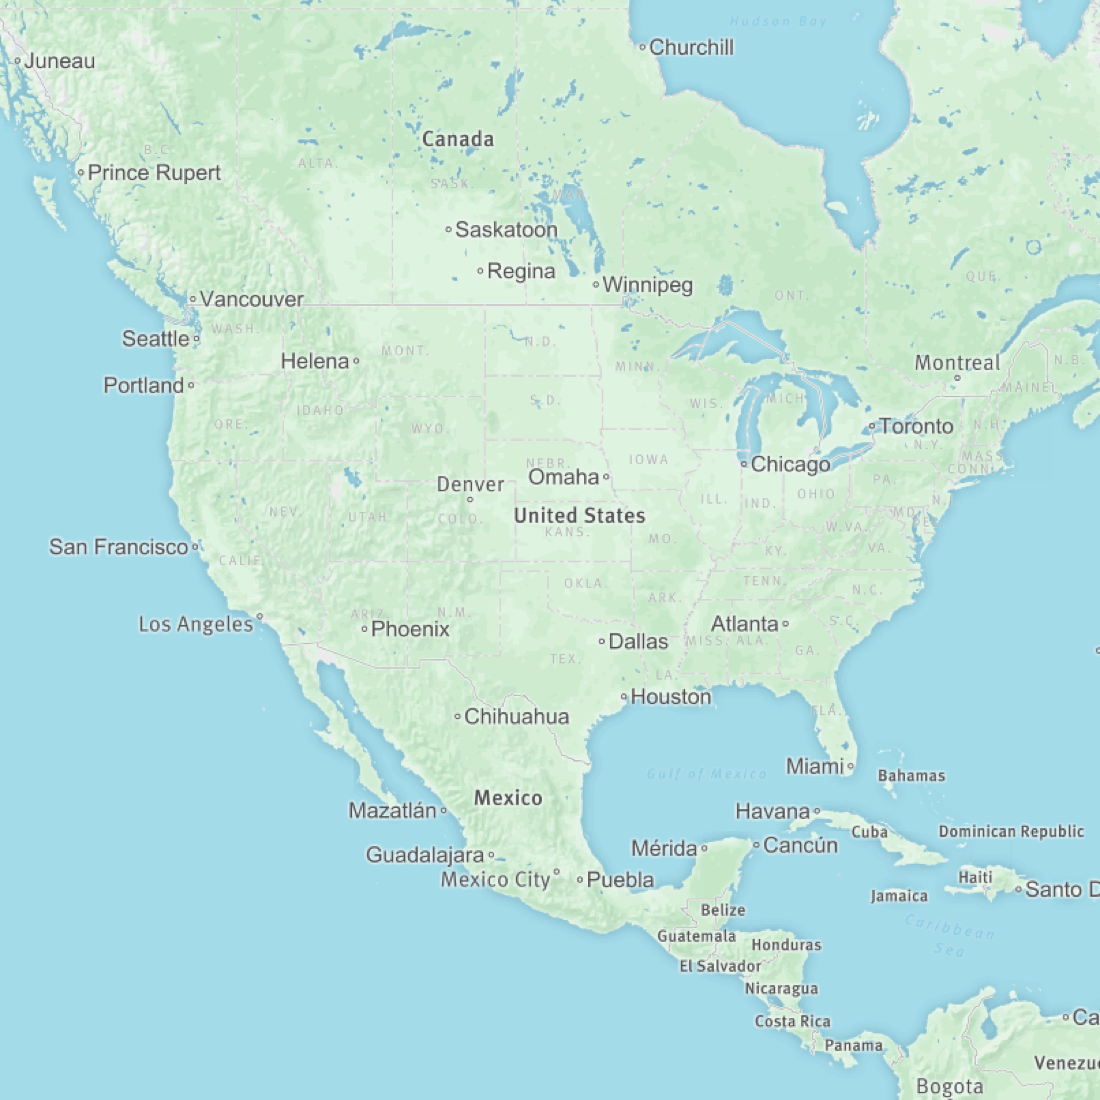 Hudson Bay
Churchill
Juneau
Canada
B.C.
ALTA.
Prince Rupert
SASK.
MAN.
Saskatoon
Regina
QUE.
Winnipeg
ONT.
Vancouver
WASH.
Seattle
N.D.
MONT.
Helena
MINN.
Montreal
N.B.
Portland
MAINE
IDAHO
S.D.
WIS.
MICH.
ORE.
WYD.
Toronto
N.H.
N.Y.
NEBR.
IOWA
Chicago
MASS.
CONN.
Omaha
Denver
PA.
OHIO
ILL.
IND.
N.
NEV.
UTAH
COLO.
United States
MD.
DE
W.VA.
KANS.
MO.
San Francisco
KY.
VA.
CALIF.
OKLA.
TENN.
N.C.
ARK.
ARIZ.
N.M.
Los Angeles
Phoenix
Atlanta
S.C.
Dallas
MISS.
ALA.
GA.
TEX.
LA.
Houston
Chihuahua
FLA.
Miami
Gulf of Mexico
Bahamas
Mexico
Mazatlán
Havana
Cuba
Dominican Republic
Mérida
Cancún
Guadalajara
Mexico City
Puebla
Haiti
Santo D
Jamaica
Belize
Caribbean
Sea
Guatemala
Honduras
El Salvador
Nicaragua
Ca
Costa Rica
Panama
Venezue
Bogota